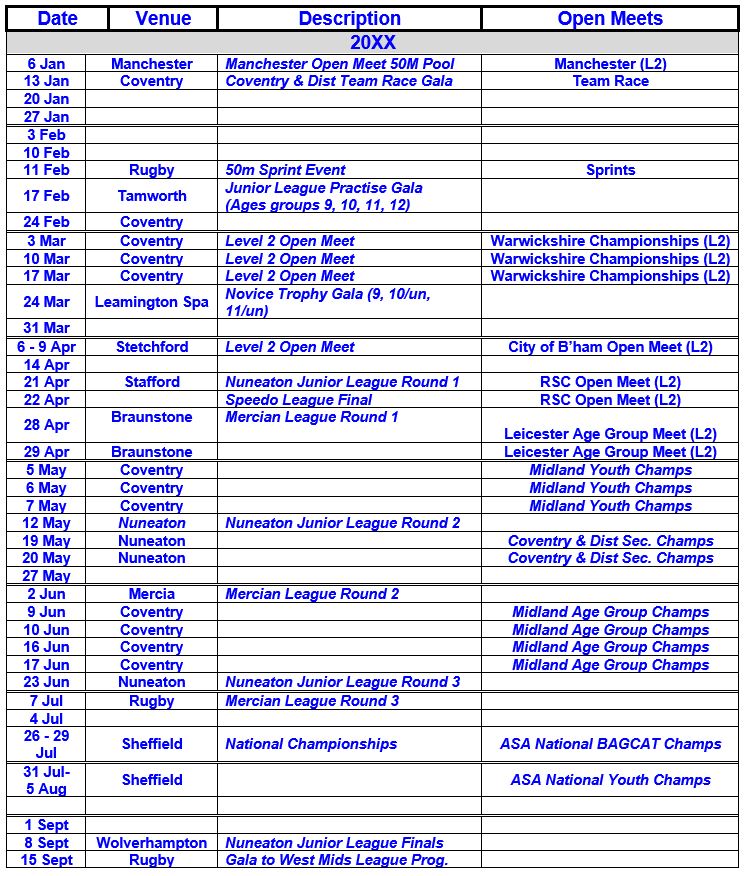 Date Venue Description Open Meets
20XX
6 Jan Manchester Manchester Open Meet 50M Pool Manchester (L2)
13 Jan Coventry Coventry & Dist Team Race Gala Team Race
20 Jan
27 Jan
3 Feb
10 Feb
11 Feb Rugby 50m Sprint Event Sprints
17 Feb Tamworth Junior League Practise Gala
(Ages groups 9, 10, 11, 12)
24 Feb Coventry
3 Mar Coventry Level 2 Open Meet Warwickshire Championships (L2)
10 Mar Coventry Level 2 Open Meet Warwickshire Championships (L2)
17 Mar Coventry Level 2 Open Meet Warwickshire Championships (L2)
24 Mar Leamington Spa Novice Trophy Gala (9, 10/un,
11/un)
31 Mar
6 - 9 Apr Stetchford Level 2 Open Meet City of B’ham Open Meet (L2)
14 Apr
21 Apr Stafford Nuneaton Junior League Round 1 RSC Open Meet (L2)
22 Apr Speedo League Final RSC Open Meet (L2)
28 Apr Braunstone Mercian League Round 1
Leicester Age Group Meet (L2)
29 Apr Braunstone Leicester Age Group Meet (L2)
5 May Coventry Midland Youth Champs
6 May Coventry Midland Youth Champs
7 May Coventry Midland Youth Champs
12 May Nuneaton Nuneaton Junior League Round 2
19 May Nuneaton Coventry & Dist Sec. Champs
20 May Nuneaton Coventry & Dist Sec. Champs
27 May
2 Jun Mercia Mercian League Round 2
9 Jun Coventry Midland Age Group Champs
10 Jun Coventry Midland Age Group Champs
16 Jun Coventry Midland Age Group Champs
17 Jun Coventry Midland Age Group Champs
23 Jun Nuneaton Nuneaton Junior League Round 3
7 Jul Rugby Mercian League Round 3
4 Jul
26 - 29
Jul Sheffield National Championships ASA National BAGCAT Champs
31 Jul-
5 Aug Sheffield ASA National Youth Champs
1 Sept
8 Sept Wolverhampton Nuneaton Junior League Finals
15 Sept Rugby Gala to West Mids League Prog.